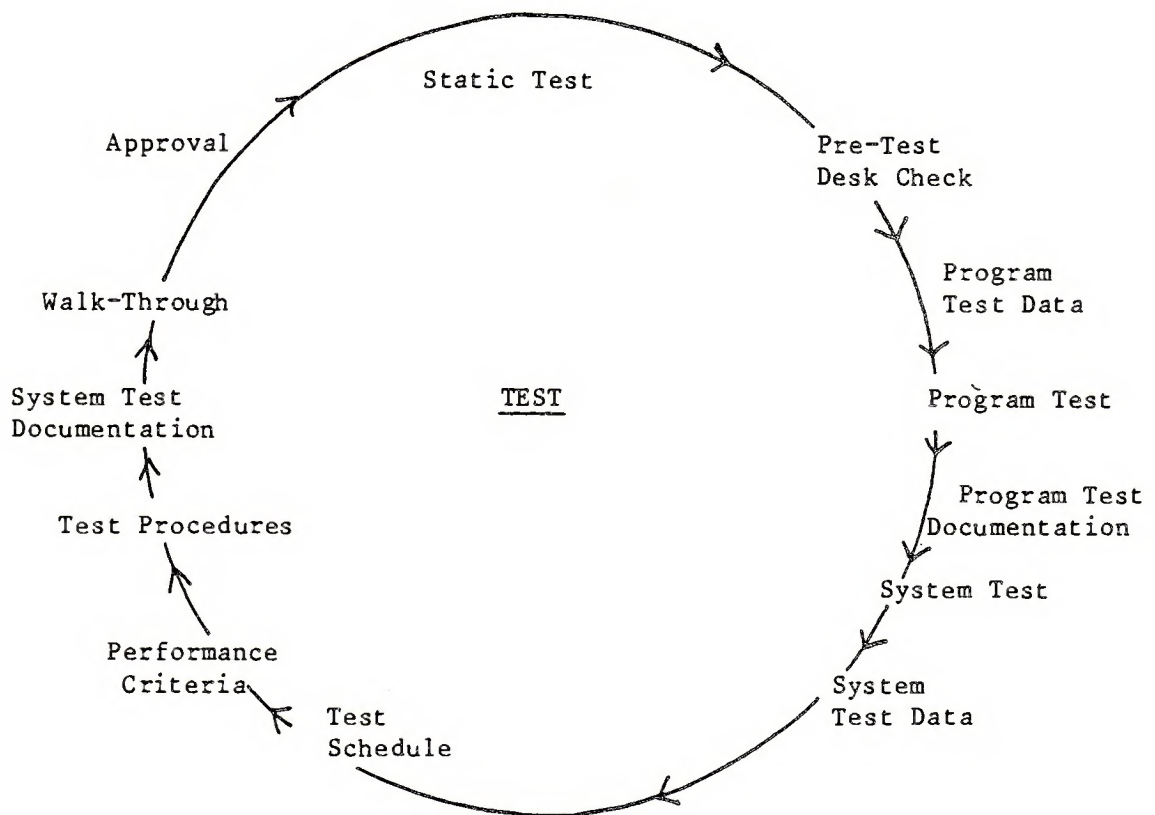 Static Test
Approval
Pre-Test
Desk Check
Program
Test Data
Walk-Through
System Test
Documentation
TEST
Program Test
Program Test
Documentation
Test Procedures
System Test
Performance
Criteria
System
Test Data
Test
Schedule